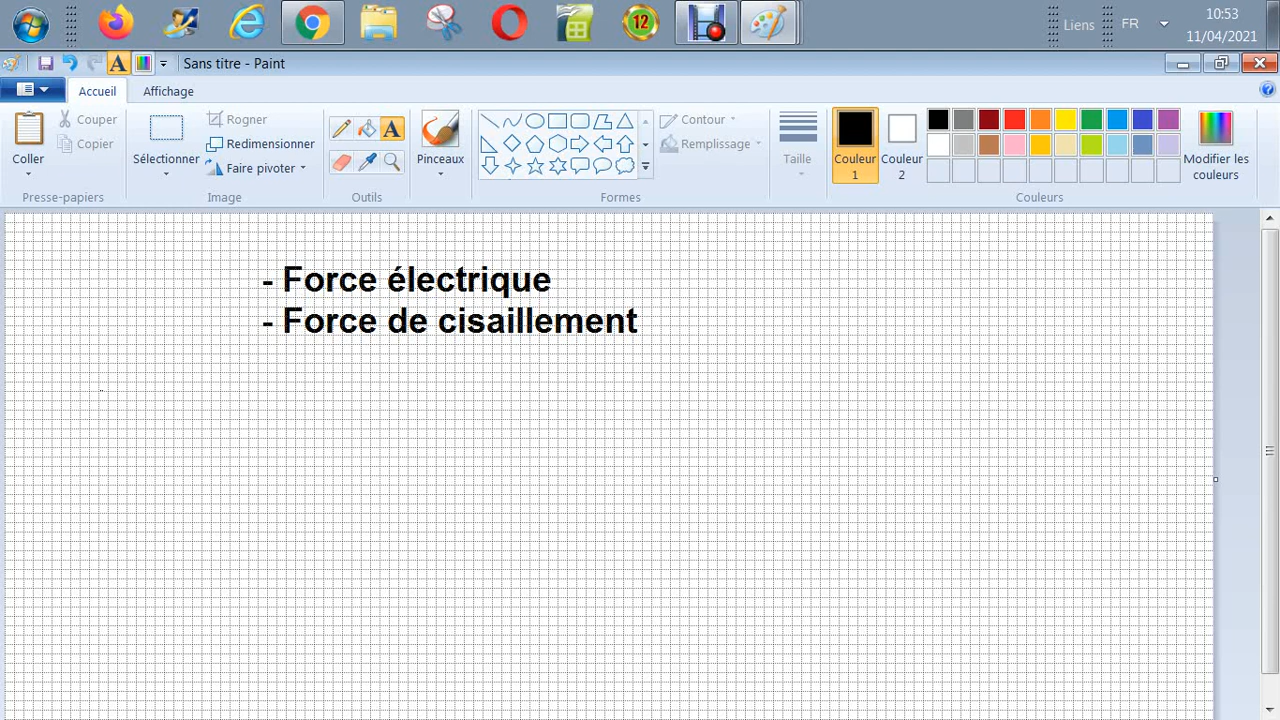 12
Liens
FR
10:53
11/04/2021
Sans titre - Paint
Accueil
Affichage
Coller
Couper
Copier
Presse-papiers
Sélectionner
Rogner
Redimensionner
Faire pivoter
Image
A
Outils
Pinceaux
Contour
Remplissage
Formes
Taille
Couleur 1
Couleur 2
Modifier les couleurs
Couleurs
- Force électrique
- Force de cisaillement